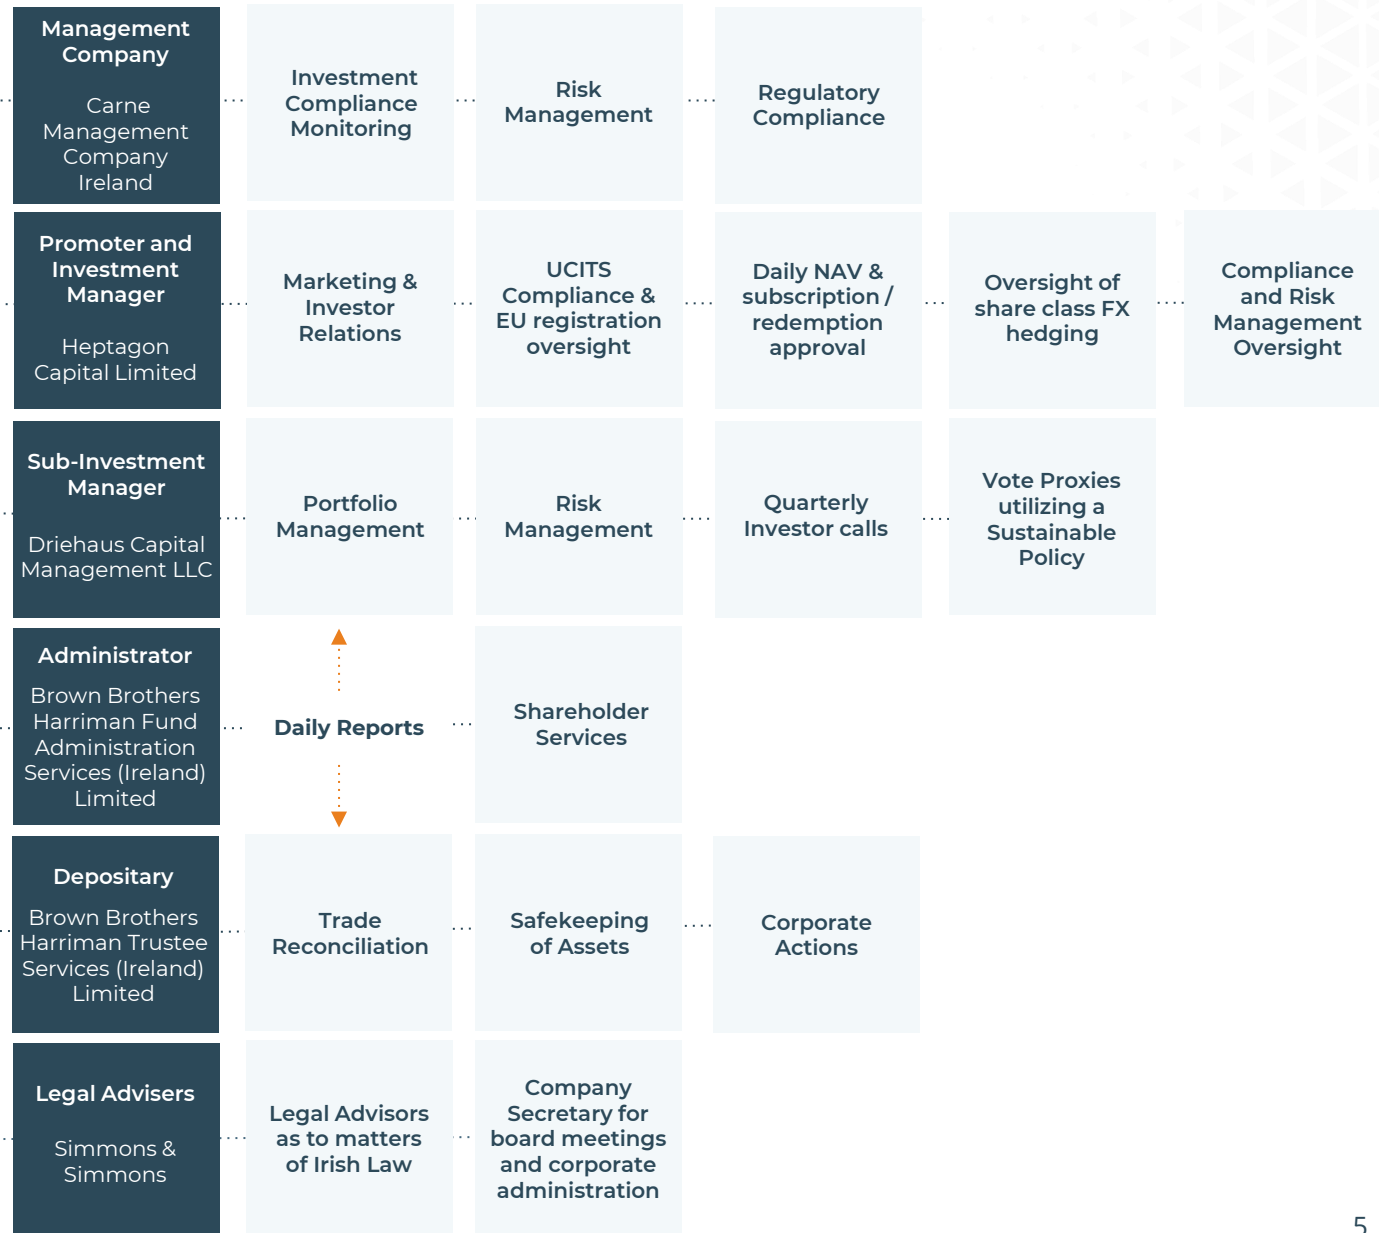 Management
Company
Carne
Management
Company
Ireland
Investment
Compliance
Monitoring
Risk
Management
Regulatory
Compliance
Promoter and
Investment
Manager
Heptagon
Capital Limited
Marketing &
Investor
Relations
UCITS
Compliance &
EU registration
oversight
Daily NAV &
subscription /
redemption
approval
Oversight of
share class FX
hedging
Compliance
and Risk
Management
Oversight
Sub-Investment
Manager
Driehaus Capital
Management LLC
Portfolio
Management
Risk
Management
Quarterly
Investor calls
Vote Proxies
utilizing a
Sustainable
Policy
Administrator
Brown Brothers
Harriman Fund
Administration
Services (Ireland)
Limited
Daily Reports
Shareholder
Services
Depositary
Brown Brothers
Harriman Trustee
Services (Ireland)
Limited
Trade
Reconciliation
Safekeeping
of Assets
Corporate
Actions
Legal Advisers
Simmons &
Simmons
Legal Advisors
as to matters
of Irish Law
Company
Secretary for
board meetings
and corporate
administration
5